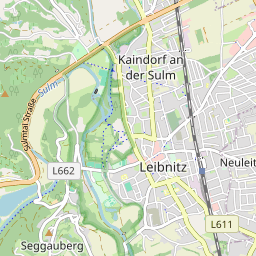 Kaindorf an
der Sulm
Sulm
Sulmtal Straße
L662
Leibnitz
Neuleit
L611
Seggauberg